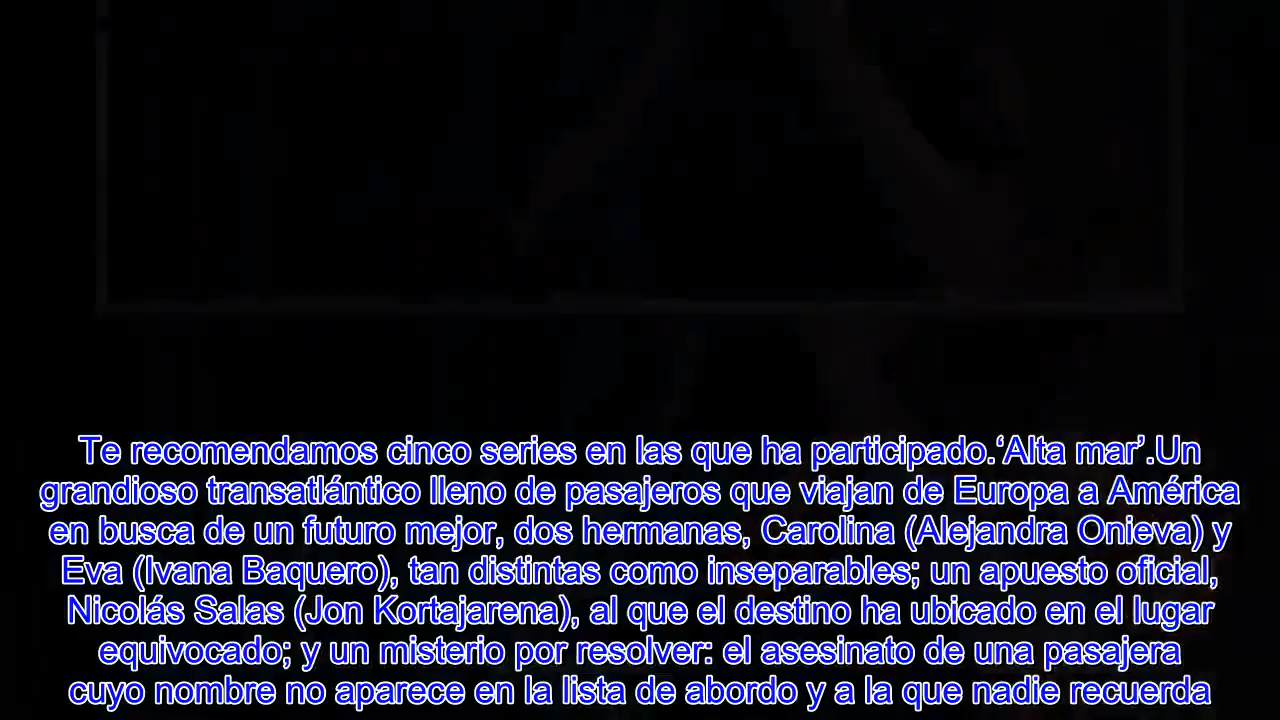 Te recomendamos cinco series en las que ha participado.‘Alta mar’.Un
grandioso transatlántico lleno de pasajeros que viajan de Europa a América
en busca de un futuro mejor, dos hermanas, Carolina (Alejandra Onieva) y
Eva (Ivana Baquero), tan distintas como inseparables; un apuesto oficial,
Nicolás Salas (Jon Kortajarena), al que el destino ha ubicado en el lugar
equivocado; y un misterio por resolver: el asesinato de una pasajera
cuyo nombre no aparece en la lista de abordo y a la que nadie recuerda